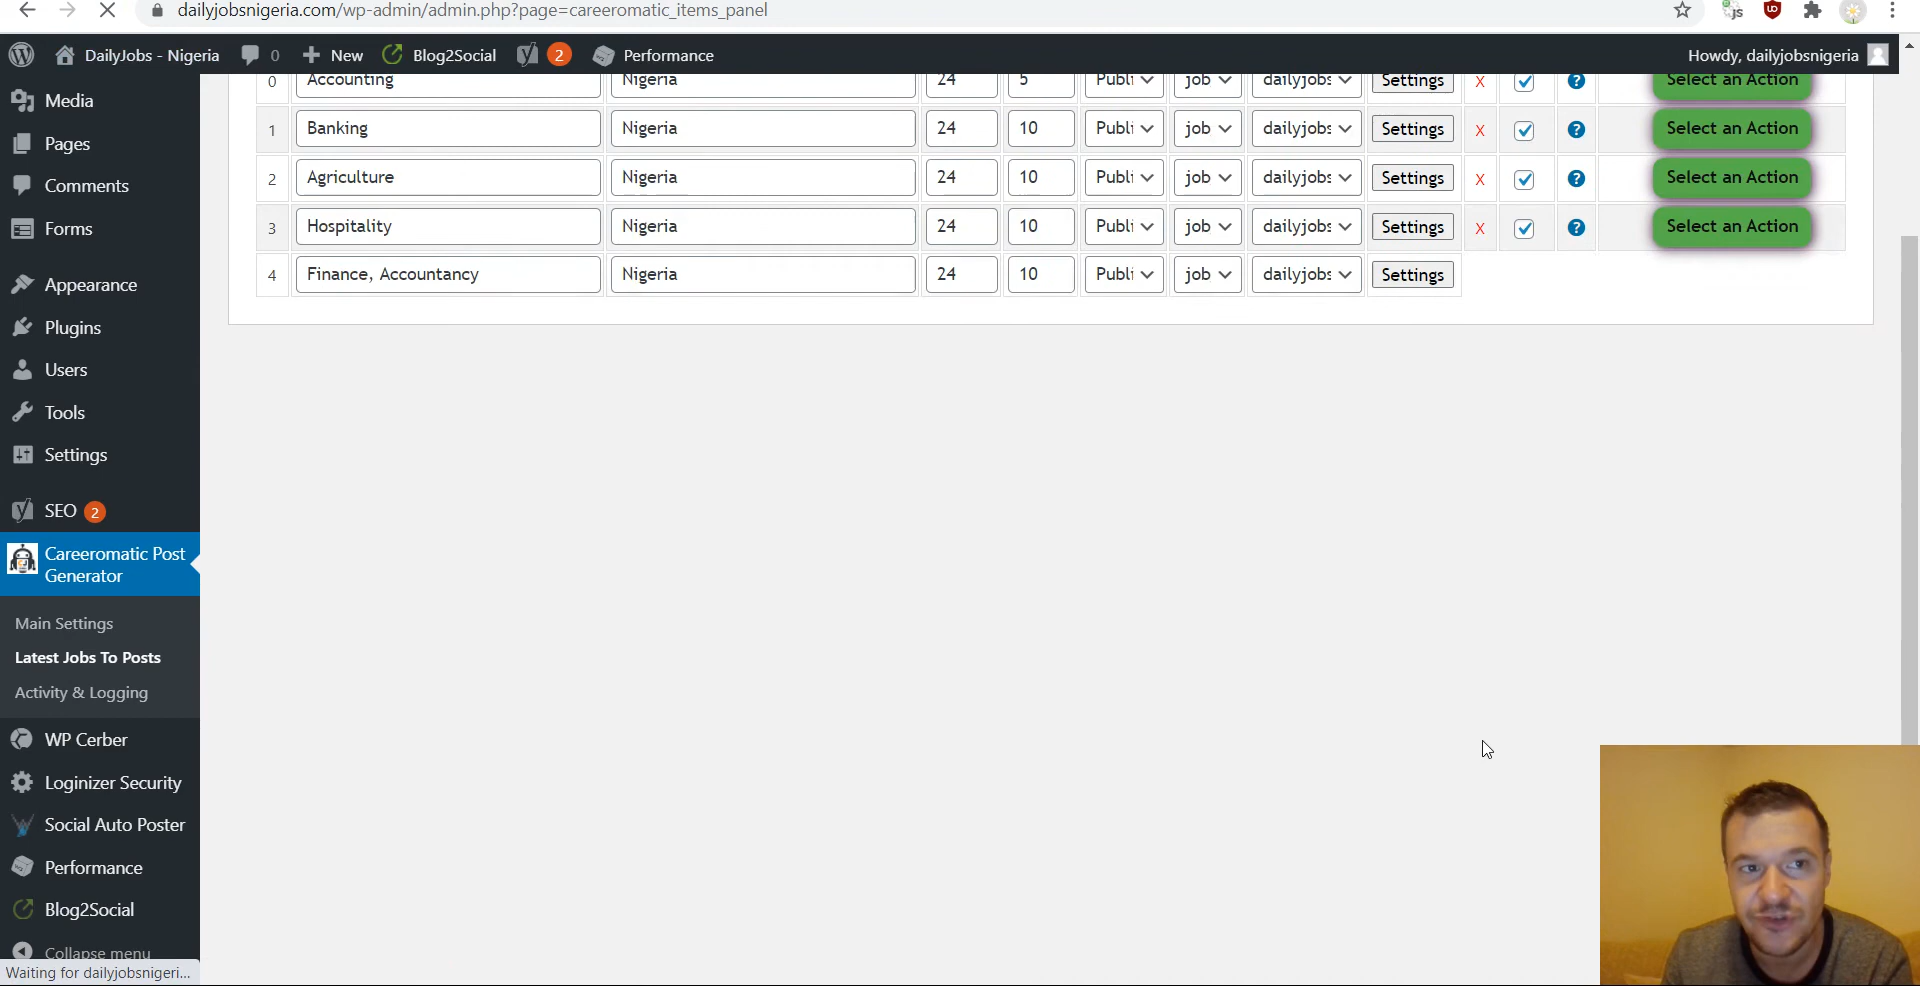 dailyjobsnigeria.com/wp-admin/admin.php?page=careeromatic_items_panel
DailyJobs - Nigeria 0 New Blog2Social 2 Performance Howdy, dailyjobsnigeria
0 Accounting Nigeria 24 5 Publi job dailyjobs Settings X ? Select an Action
1 Banking Nigeria 24 10 Publi job dailyjobs Settings X ? Select an Action
2 Agriculture Nigeria 24 10 Publi job dailyjobs Settings X ? Select an Action
3 Hospitality Nigeria 24 10 Publi job dailyjobs Settings X ? Select an Action
4 Finance, Accountancy Nigeria 24 10 Publi job dailyjobs Settings
Media
Pages
Comments
Forms
Appearance
Plugins
Users
Tools
Settings
SEO 2
Careeromatic Post
Generator
Main Settings
Latest Jobs To Posts
Activity & Logging
WP Cerber
Loginizer Security
Social Auto Poster
Performance
Blog2Social
Collapse menu
Waiting for dailyjobsnigeri...